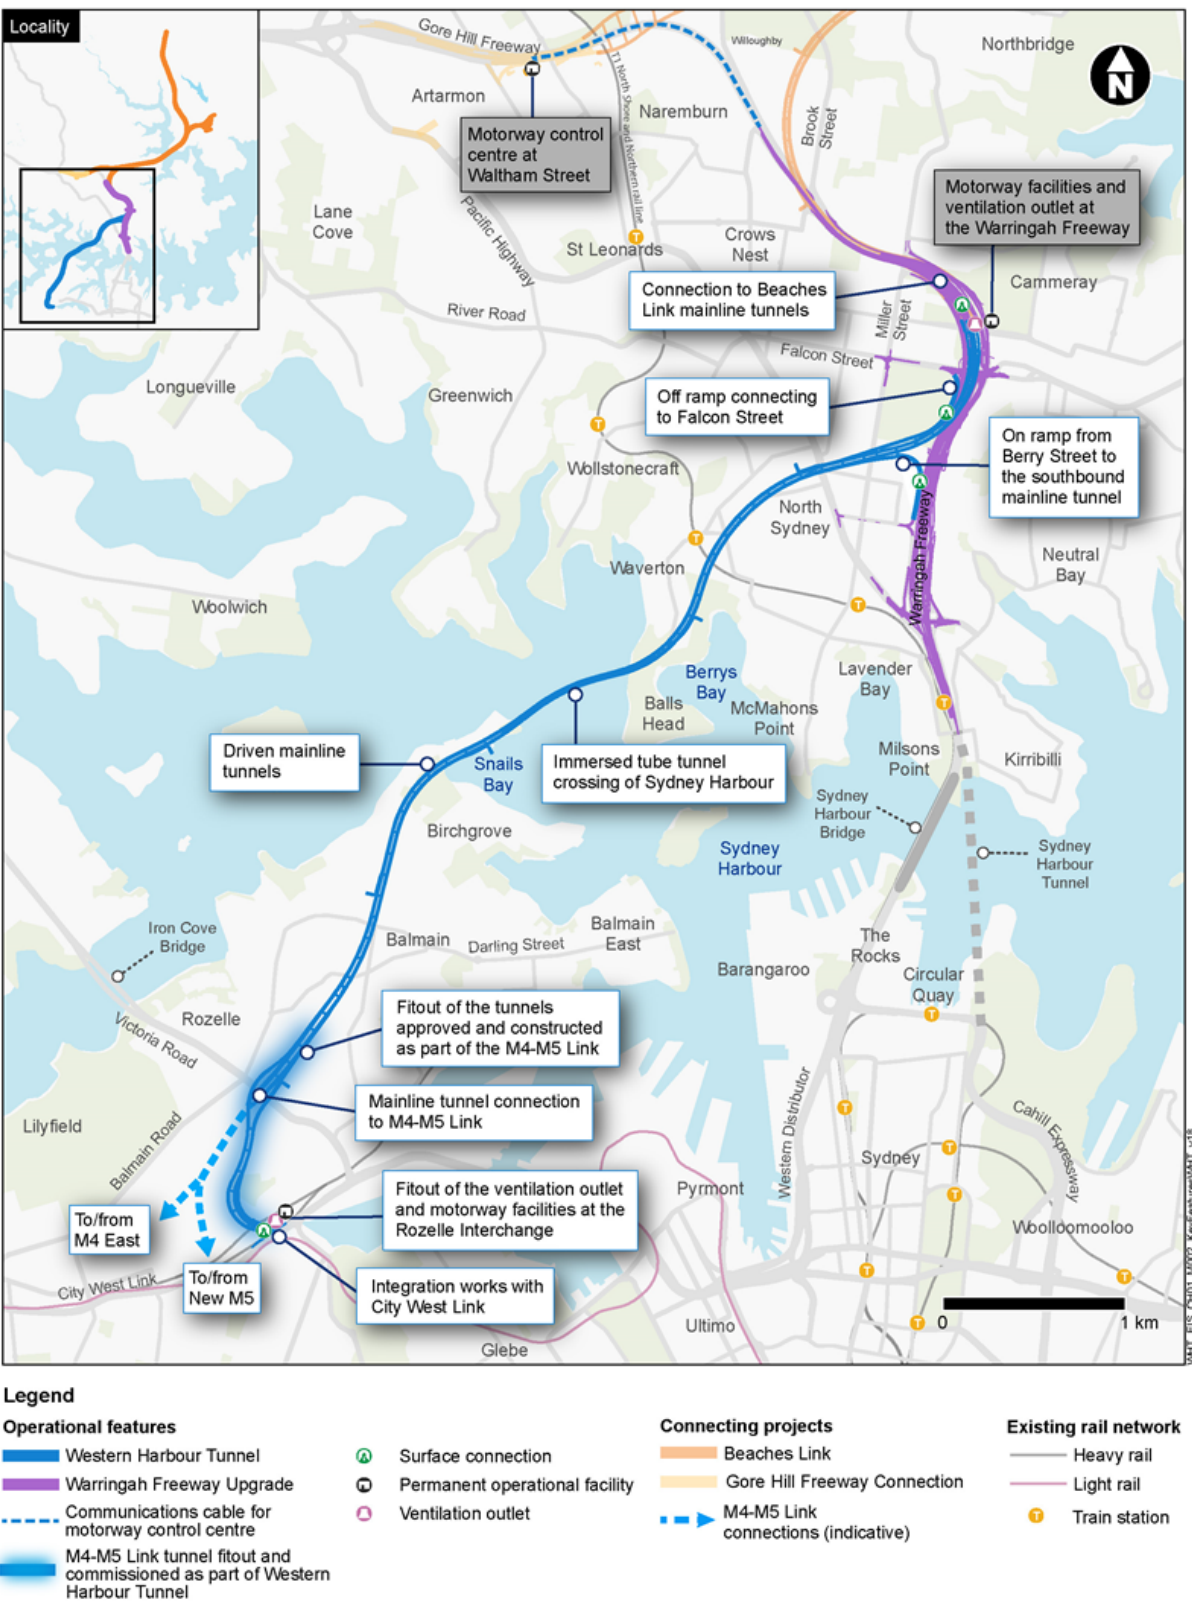 Locality
Gore Hill Freeway
Willoughby
Northbridge
N
T1 North Shore and Northern rail line
Artarmon
Naremburn
Brook
Street
Motorway control
centre at
Waltham Street
Motorway facilities and
ventilation outlet at
the Warringah Freeway
Lane
Cove
Pacific Highway
St Leonards
Crows
Nest
Connection to Beaches
Link mainline tunnels
Cammeray
River Road
Miller
Street
Falcon Street
Longueville
Greenwich
Off ramp connecting
to Falcon Street
On ramp from
Berry Street to
the southbound
mainline tunnel
Wollstonecraft
North
Sydney
Warringah Freeway
Waverton
Neutral
Bay
Woolwich
Berrys
Bay
Lavender
Bay
Balls
Head
McMahons
Point
Driven mainline
tunnels
Snails
Bay
Immersed tube tunnel
crossing of Sydney Harbour
Milsons
Point
Kirribilli
Sydney
Harbour
Bridge
Birchgrove
Sydney
Harbour
Sydney
Harbour
Tunnel
Iron Cove
Bridge
Balmain
Darling Street
Balmain
East
The
Rocks
Barangaroo
Circular
Quay
Fitout of the tunnels
approved and constructed
as part of the M4-M5 Link
Rozelle
Victoria Road
Mainline tunnel connection
to M4-M5 Link
Lilyfield
Balmain Road
Western Distributor
Cahill Expressway
Sydney
Fitout of the ventilation outlet
and motorway facilities at the
Rozelle Interchange
Pyrmont
To/from
M4 East
Woolloomooloo
City West Link
To/from
New M5
Integration works with
City West Link
Ultimo
0
1 km
Glebe
Legend
Operational features
Western Harbour Tunnel
Warringah Freeway Upgrade
Communications cable for
motorway control centre
M4-M5 Link tunnel fitout and
commissioned as part of Western
Harbour Tunnel
Surface connection
Permanent operational facility
Ventilation outlet
Connecting projects
Beaches Link
Gore Hill Freeway Connection
M4-M5 Link
connections (indicative)
Existing rail network
Heavy rail
Light rail
T Train station